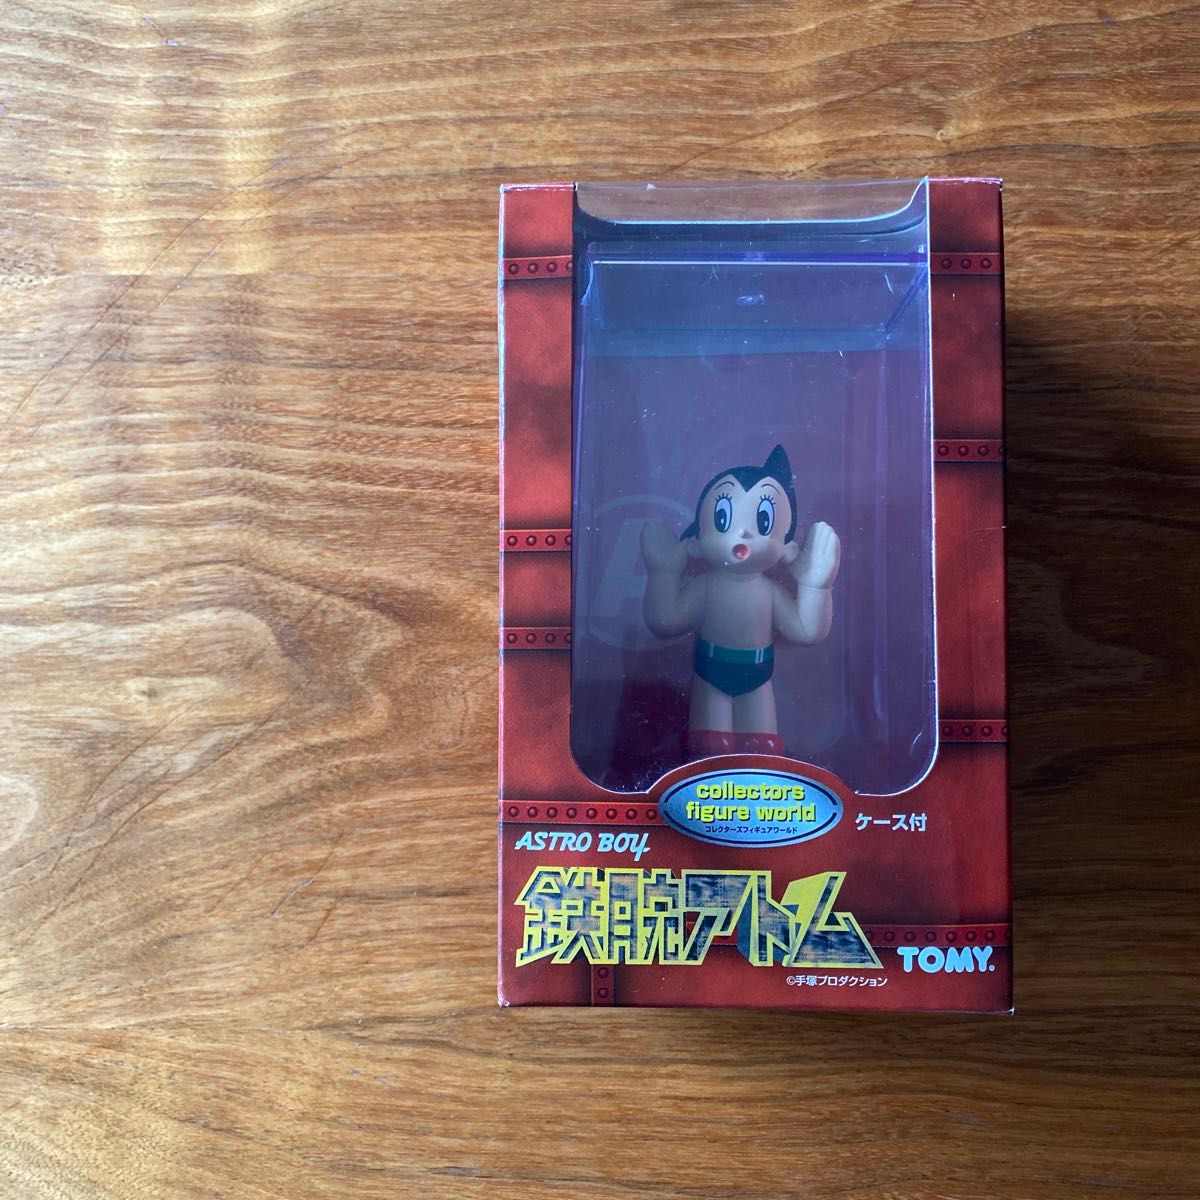 collectors
figure world
コレクターズフィギュアワールド
ケース付
ASTRO BOY
鉄腕アトム
TOMY®
©手塚プロダクション